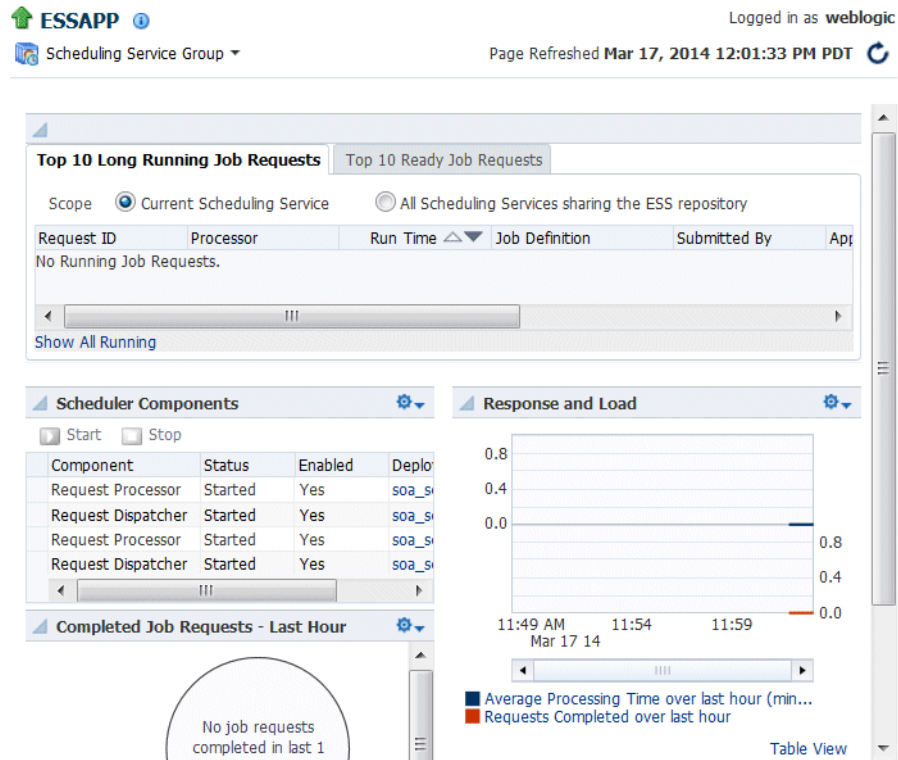 ESSAPP
Logged in as weblogic
Scheduling Service Group
Page Refreshed Mar 17, 2014 12:01:33 PM PDT
Top 10 Long Running Job Requests
Top 10 Ready Job Requests
Scope Current Scheduling Service All Scheduling Services sharing the ESS repository
Request ID Processor Run Time Job Definition Submitted By App
No Running Job Requests.
Show All Running
Scheduler Components
Start Stop
Component Status Enabled Deplo
Request Processor Started Yes soa_s
Request Dispatcher Started Yes soa_s
Request Processor Started Yes soa_s
Request Dispatcher Started Yes soa_s
Completed Job Requests - Last Hour
No job requests
completed in last 1
Response and Load
0.8
0.4
0.0
0.8
0.4
0.0
11:49 AM 11:54 11:59
Mar 17 14
Average Processing Time over last hour (min...
Requests Completed over last hour
Table View